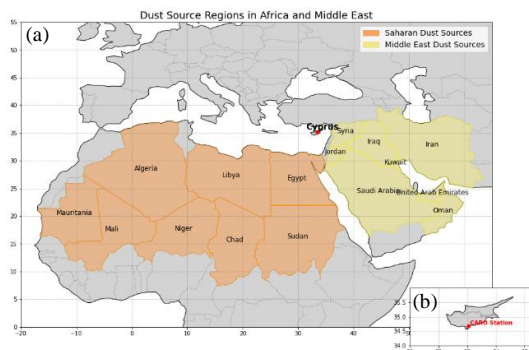 Dust Source Regions in Africa and Middle East
(a)
Saharan Dust Sources
Middle East Dust Sources
Cyprus
Syria
Iraq
Iran
Jordan
Kuwait
Algeria
Libya
Egypt
Saudi Arabia
United Arab Emirates
Oman
Mauritania
Mali
Niger
Chad
Sudan
(b)
CARO Station
55
50
45
40
35
30
25
20
15
10
5
0
-20
-10
0
10
20
30
40
35.5
35.0
34.5
34.0